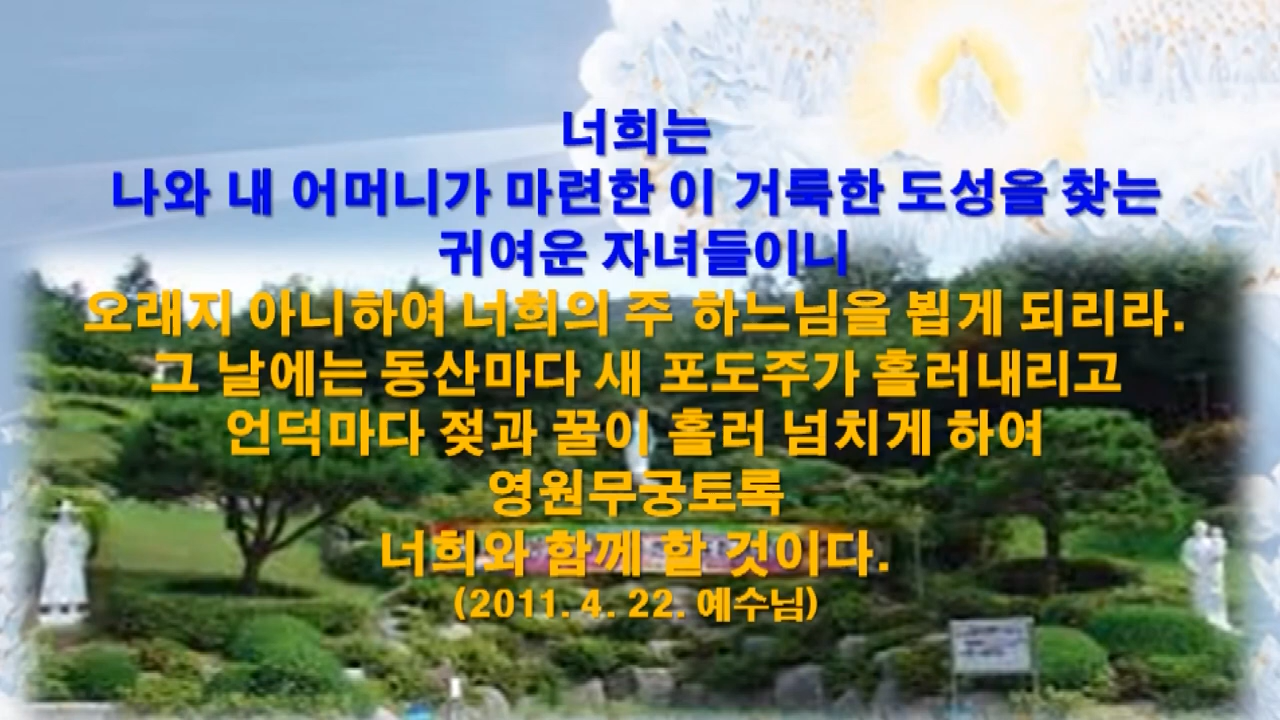 너희는
나와 내 어머니가 마련한 이 거룩한 도성을 찾는
귀여운 자녀들이니
오래지 아니하여 너희의 주 하느님을 뵙게 되리라.
그 날에는 동산마다 새 포도주가 흘러내리고
언덕마다 젖과 꿀이 흘러 넘치게 하여
영원무궁토록
너희와 함께 할 것이다.
(2011. 4. 22. 예수님)